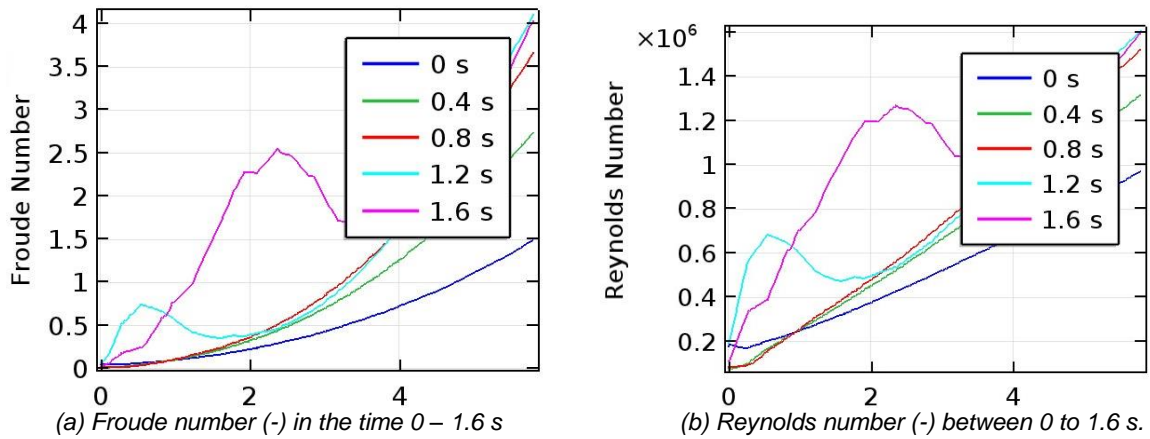 Froude Number
4
3.5
3
2.5
2
1.5
1
0.5
0
0 2 4
0 s
0.4 s
0.8 s
1.2 s
1.6 s
(a) Froude number (-) in the time 0 – 1.6 s
×10⁶
Reynolds Number
1.4
1.2
1
0.8
0.6
0.4
0.2
0 2 4
0 s
0.4 s
0.8 s
1.2 s
1.6 s
(b) Reynolds number (-) between 0 to 1.6 s.